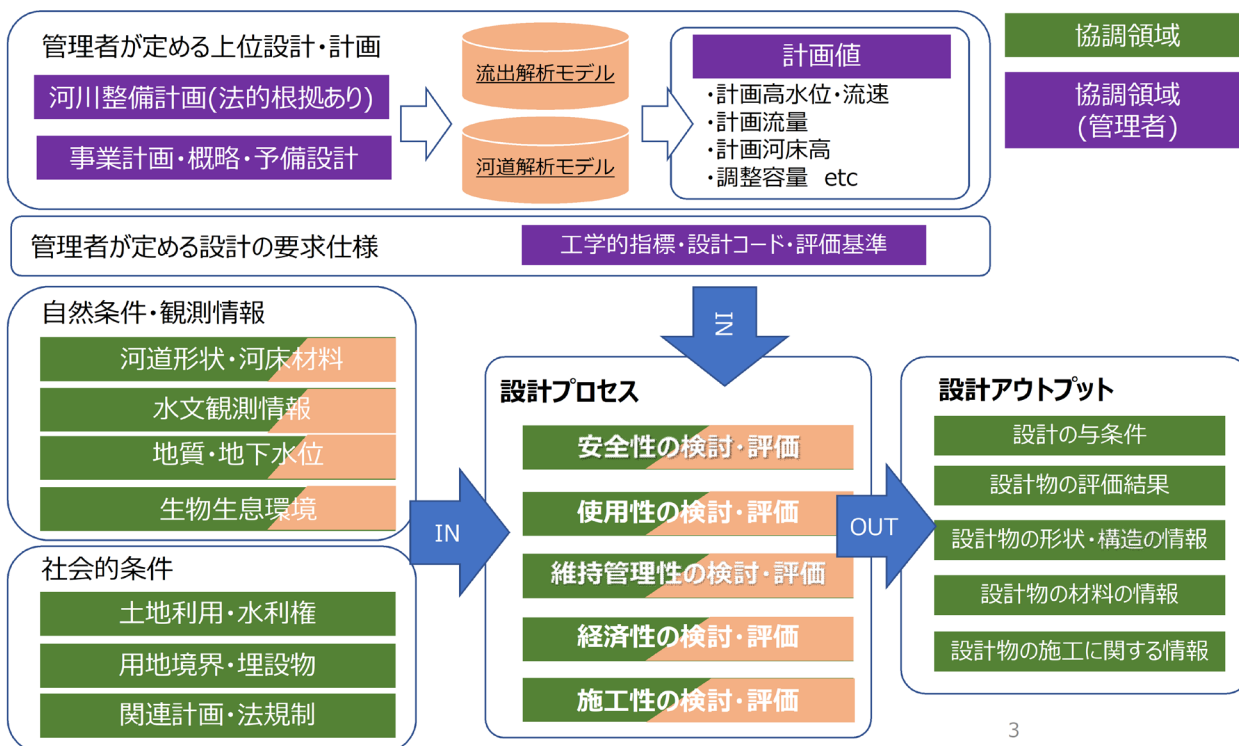 管理者が定める上位設計・計画
河川整備計画(法的根拠あり)
事業計画・概略・予備設計
流出解析モデル
河道解析モデル
計画値
・計画高水位・流速
・計画流量
・計画河床高
・調整容量 etc
協調領域
協調領域
(管理者)
管理者が定める設計の要求仕様
工学的指標・設計コード・評価基準
IN
自然条件・観測情報
河道形状・河床材料
水文観測情報
地質・地下水位
生物生息環境
社会的条件
土地利用・水利権
用地境界・埋設物
関連計画・法規制
IN
設計プロセス
安全性の検討・評価
使用性の検討・評価
維持管理性の検討・評価
経済性の検討・評価
施工性の検討・評価
OUT
設計アウトプット
設計の与条件
設計物の評価結果
設計物の形状・構造の情報
設計物の材料の情報
設計物の施工に関する情報
3